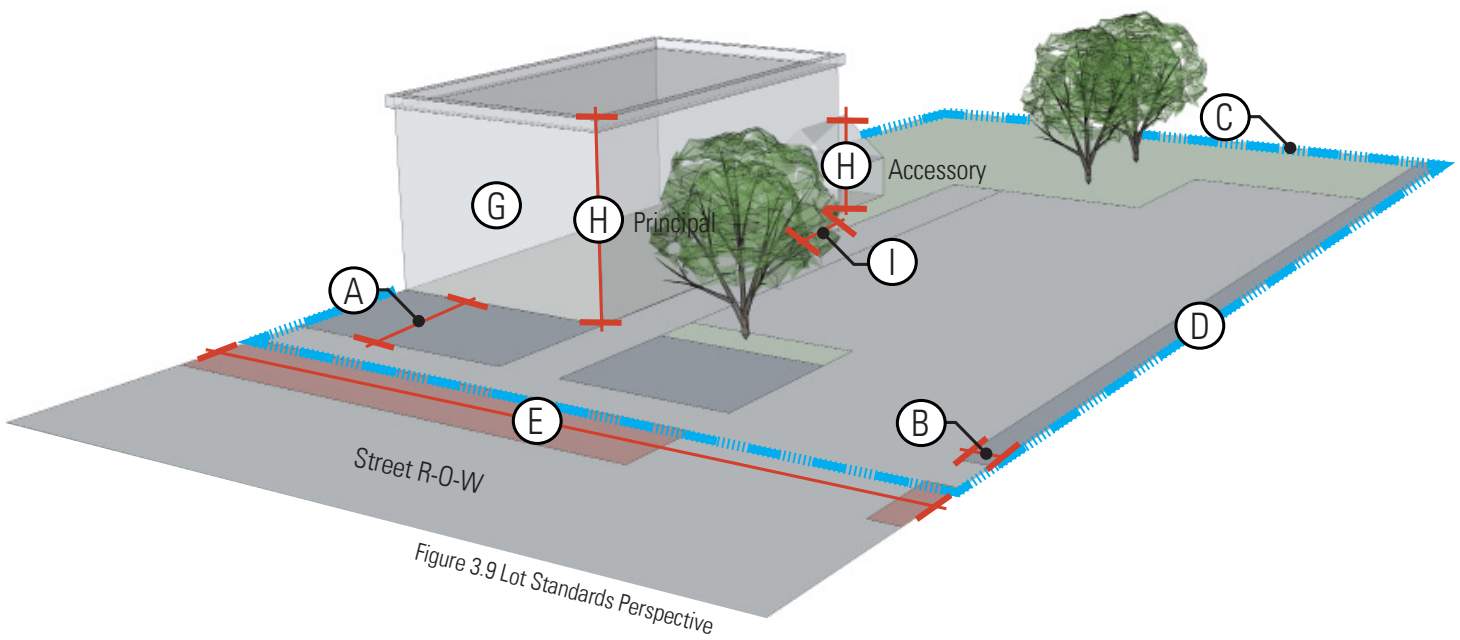 C
H
Accessory
G
H
Principal
I
A
D
E
B
Street R-O-W
Figure 3.9 Lot Standards Perspective